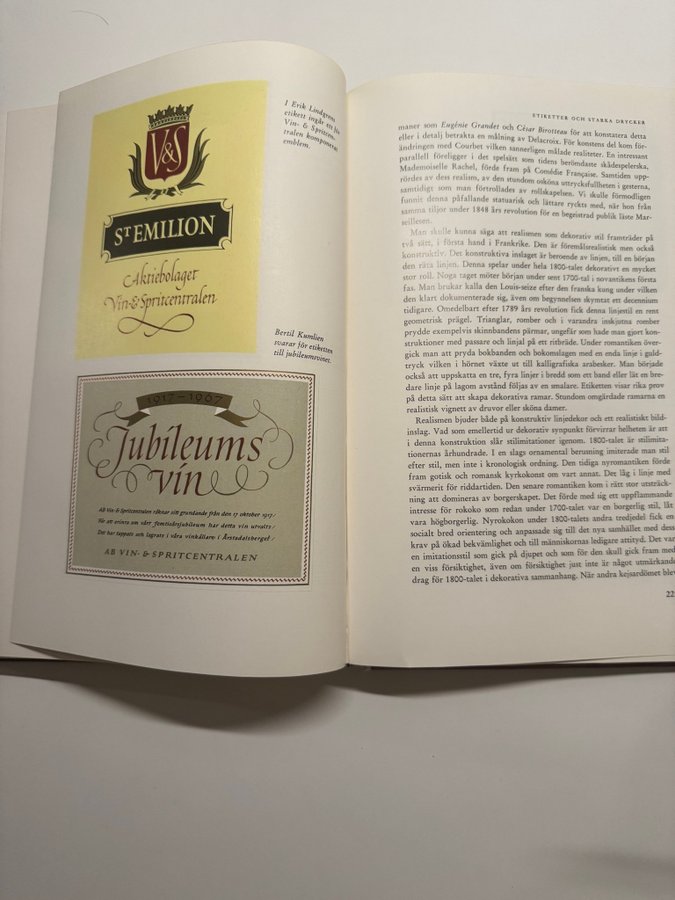 I Erik Lindgrens
etikett ingår ett
Vin- & Spritcen-
tralen komponerat
emblem.
V&S
ST EMILION
Aktiebolaget
Vin- & Spritcentralen
Bertil Kumlien
svarar för etiketten
till jubileumsvinet.
1917-1967
Jubileums
vin
AB Vin- & Spritcentralen räknar sitt grundande från den 17 oktober 1917/
För att erinra om vårt femtioårsjubileum har detta vin urvalts/
Det har tappats och lagrats i våra vinkällare i Årstadalsberget/
AB VIN- & SPRITCENTRALEN
ETIKETTER OCH STARKA DRYCKER
maner som Eugénie Grandet och César Birotteau för att konstatera detta
eller i detalj betrakta en målning av Delacroix. För konstens del kom för-
ändringen med Courbet vilken sannerligen målade realiteter. En intressant
parallell föreligger i det spelsätt som tidens berömdaste skådespelerska,
Mademoiselle Rachel, förde fram på Comédie Française. Samtiden upp-
rördes av dess realism, av den stundom osköna uttrycksfullheten i gesterna,
samtidigt som man förtrollades av rollskapelsen. Vi skulle förmodligen
funnit denna påfallande statuarisk och lättare ryckts med, när hon från
samma tiljor under 1848 års revolution för en begeistrad publik läste Mar-
seillesen.
Man skulle kunna säga att realismen som dekorativ stil framträder på
två sätt, i första hand i Frankrike. Den är föremålsrealistisk men också
konstruktiv. Det konstruktiva inslaget är beroende av linjen, till en början
den räta linjen. Denna spelar under hela 1800-talet dekorativt en mycket
stor roll. Noga taget möter början under sent 1700-tal i novantikens första
fas. Man brukar kalla den Louis-seize efter den franska kung under vilken
den klart dokumenterade sig, även om begynnelsen skymtat ett decennium
tidigare. Omedelbart efter 1789 års revolution fick denna linjestil en rent
geometrisk prägel. Trianglar, romber och i varandra inskjutna romber
prydde exempelvis skinnbandens pärmar, ungefär som hade man gjort kon-
struktioner med passare och linjal på ett ritbräde. Under romantiken över-
gick man att pryda bokbanden och bokomslagen med en enda linje i guld-
tryck vilken i hörnet växte ut till kalligrafiska arabesker. Man började
också att uppskatta en tre, fyra linjer i bredd som ett band eller lät en bre-
dare linje på lagom avstånd följas av en smalare. Etiketten visar rika prov
på detta sätt att skapa dekorativa ramar. Stundom omgärdade ramarna en
realistisk vignett av druvor eller sköna damer.
Realismen bjuder både på konstruktiv linjedekor och ett realistiskt bild-
inslag. Vad som emellertid ur dekorativ synpunkt förvirrar helheten är att
i denna konstruktion slår stilimitationer igenom. 1800-talet är stilimita-
tionernas århundrade. I en slags ornamental berusning imiterade man stil
efter stil, men inte i kronologisk ordning. Den tidiga nyromantiken förde
fram gotisk och romansk kyrkokonst om vart annat. Det låg i linje med
svärmeriet för riddartiden. Den senare romantiken kom i rätt stor utsträck-
ning att domineras av borgerskapet. Det förde med sig ett uppflammande
intresse för rokoko som redan under 1700-talet var en borgerlig stil, låt
vara högborgerlig. Nyrokokon under 1800-talets andra tredjedel fick en
socialt bred orientering och anpassade sig till det nya samhället med dess
krav på ökad bekvämlighet och till människornas ledigare attityd. Det var
en imitationsstil som gick på djupet och som för den skull gick fram med
en viss försiktighet, även om försiktighet just inte är något utmärkande
drag för 1800-talet i dekorativa sammanhang. När andra kejsardömet blev
22